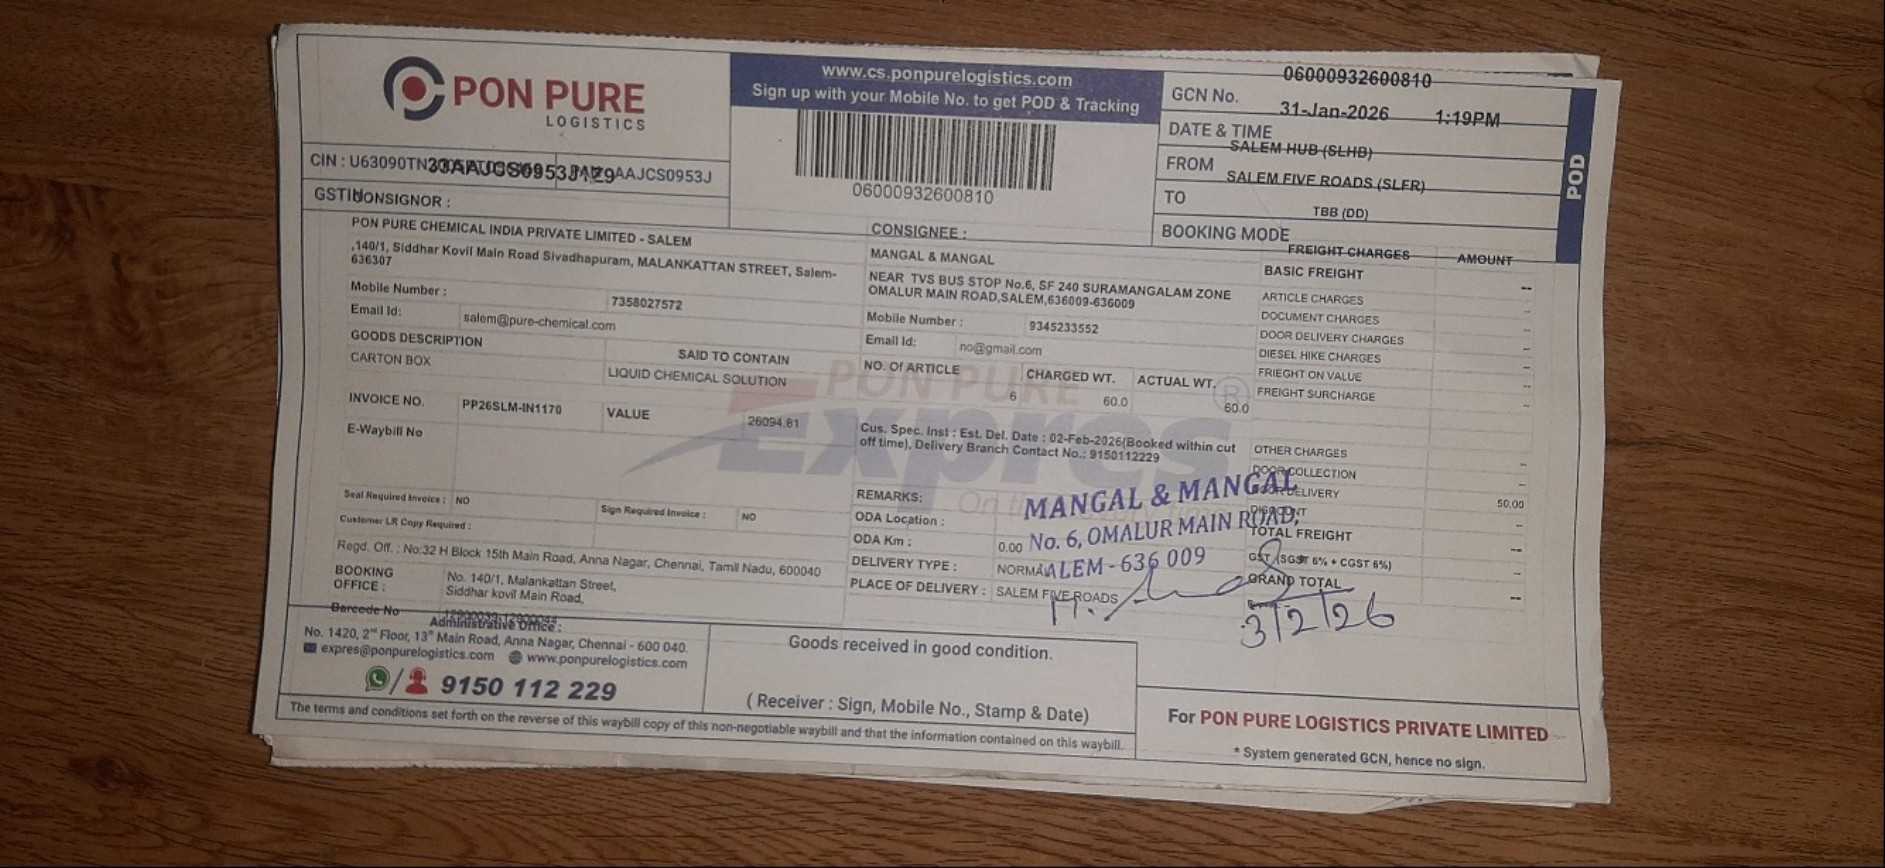 PON PURE
LOGISTICS
www.cs.ponpurelogistics.com
Sign up with your Mobile No. to get POD & Tracking
06000932600810
GCN No. 06000932600810
DATE & TIME 31-Jan-2026 1:19PM
FROM SALEM HUB (SLHB)
TO SALEM FIVE ROADS (SLFR)
BOOKING MODE TBB (DD)
POD
CIN : U63090TN AAJCS0953J
GSTIN 33AAJCS0953J1Z9
CONSIGNOR :
PON PURE CHEMICAL INDIA PRIVATE LIMITED - SALEM
,140/1, Siddhar Kovil Main Road Sivadhapuram, MALANKATTAN STREET, Salem-
636307
Mobile Number : 7358027572
Email Id: salem@pure-chemical.com
GOODS DESCRIPTION SAID TO CONTAIN
CARTON BOX LIQUID CHEMICAL SOLUTION
INVOICE NO. PP26SLM-IN1170 VALUE 26094.81
E-Waybill No
Seal Required Invoice : NO Sign Required Invoice : NO
Customer LR Copy Required :
Regd. Off. : No:32 H Block 15th Main Road, Anna Nagar, Chennai, Tamil Nadu, 600040
BOOKING OFFICE : No. 140/1, Malankattan Street,
Siddhar kovil Main Road,
Barcode No
CONSIGNEE :
MANGAL & MANGAL
NEAR TVS BUS STOP No.6, SF 240 SURAMANGALAM ZONE
OMALUR MAIN ROAD,SALEM,636009-636009
Mobile Number : 9345233552
Email Id: no@gmail.com
NO. Of ARTICLE CHARGED WT. ACTUAL WT.
6 60.0 60.0
PON PURE
Expres ®
Cus. Spec. Inst : Est. Del. Date : 02-Feb-2026(Booked within cut
off time), Delivery Branch Contact No.: 9150112229
REMARKS:
ODA Location :
ODA Km : 0.00
DELIVERY TYPE : NORMA
PLACE OF DELIVERY : SALEM FIVE ROADS
MANGAL & MANGAL
No. 6, OMALUR MAIN ROAD,
ALEM - 636 009
3/2/26
FREIGHT CHARGES AMOUNT
BASIC FREIGHT --
ARTICLE CHARGES -
DOCUMENT CHARGES -
DOOR DELIVERY CHARGES -
DIESEL HIKE CHARGES -
FRIEGHT ON VALUE -
FREIGHT SURCHARGE -
OTHER CHARGES -
DOOR COLLECTION -
DOOR DELIVERY 50.00
DISCOUNT -
TOTAL FREIGHT --
GST (SGST 6% + CGST 6%) -
GRAND TOTAL --
Administrative Office :
No. 1420, 2nd Floor, 13th Main Road, Anna Nagar, Chennai - 600 040.
expres@ponpurelogistics.com www.ponpurelogistics.com
9150 112 229
Goods received in good condition.
( Receiver : Sign, Mobile No., Stamp & Date)
The terms and conditions set forth on the reverse of this waybill copy of this non-negotiable waybill and that the information contained on this waybill.
For PON PURE LOGISTICS PRIVATE LIMITED
* System generated GCN, hence no sign.